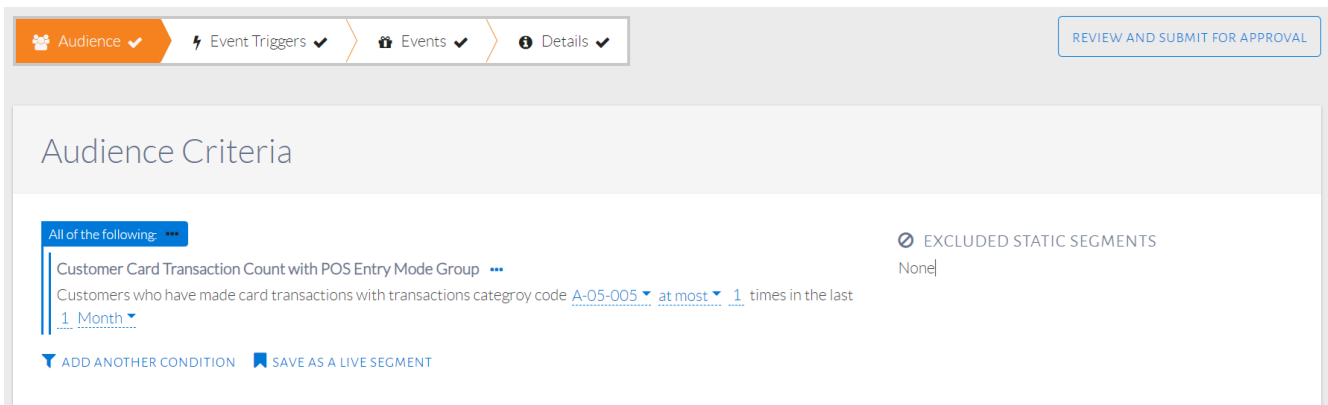 Audience
Event Triggers
Events
Details
REVIEW AND SUBMIT FOR APPROVAL
Audience Criteria
All of the following: •••
Customer Card Transaction Count with POS Entry Mode Group •••
Customers who have made card transactions with transactions categroy code A-05-005 at most 1 times in the last
1 Month
ADD ANOTHER CONDITION
SAVE AS A LIVE SEGMENT
EXCLUDED STATIC SEGMENTS
None